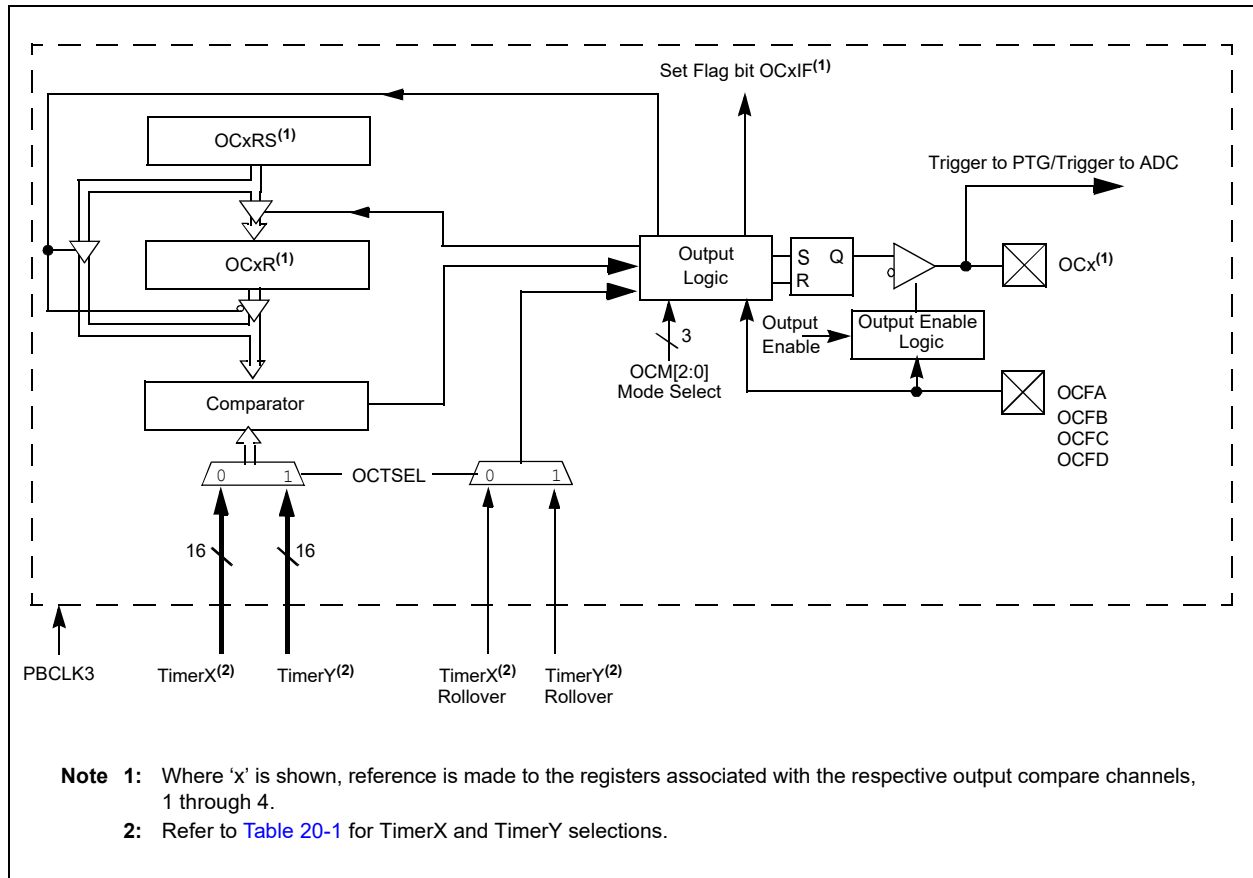 Set Flag bit OCxIF(1)
OCxRS(1)
Trigger to PTG/Trigger to ADC
OCxR(1)
Output
Logic
S Q
R
OCx(1)
3
OCM[2:0]
Mode Select
Output
Enable
Output Enable
Logic
Comparator
OCFA
OCFB
OCFC
OCFD
0 1
OCTSEL
0 1
16
16
PBCLK3
TimerX(2)
TimerY(2)
TimerX(2)
Rollover
TimerY(2)
Rollover
Note 1: Where ‘x’ is shown, reference is made to the registers associated with the respective output compare channels,
1 through 4.
2: Refer to Table 20-1 for TimerX and TimerY selections.